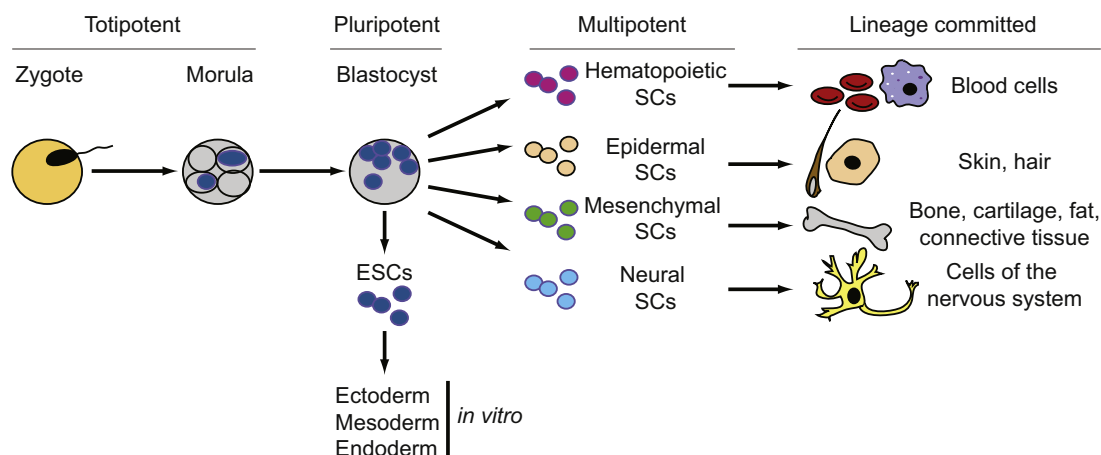 Totipotent
Pluripotent
Multipotent
Lineage committed
Zygote
Morula
Blastocyst
Hematopoietic
SCs
Blood cells
Epidermal
SCs
Skin, hair
Mesenchymal
SCs
Bone, cartilage, fat,
connective tissue
Neural
SCs
Cells of the
nervous system
ESCs
Ectoderm
Mesoderm
Endoderm
in vitro